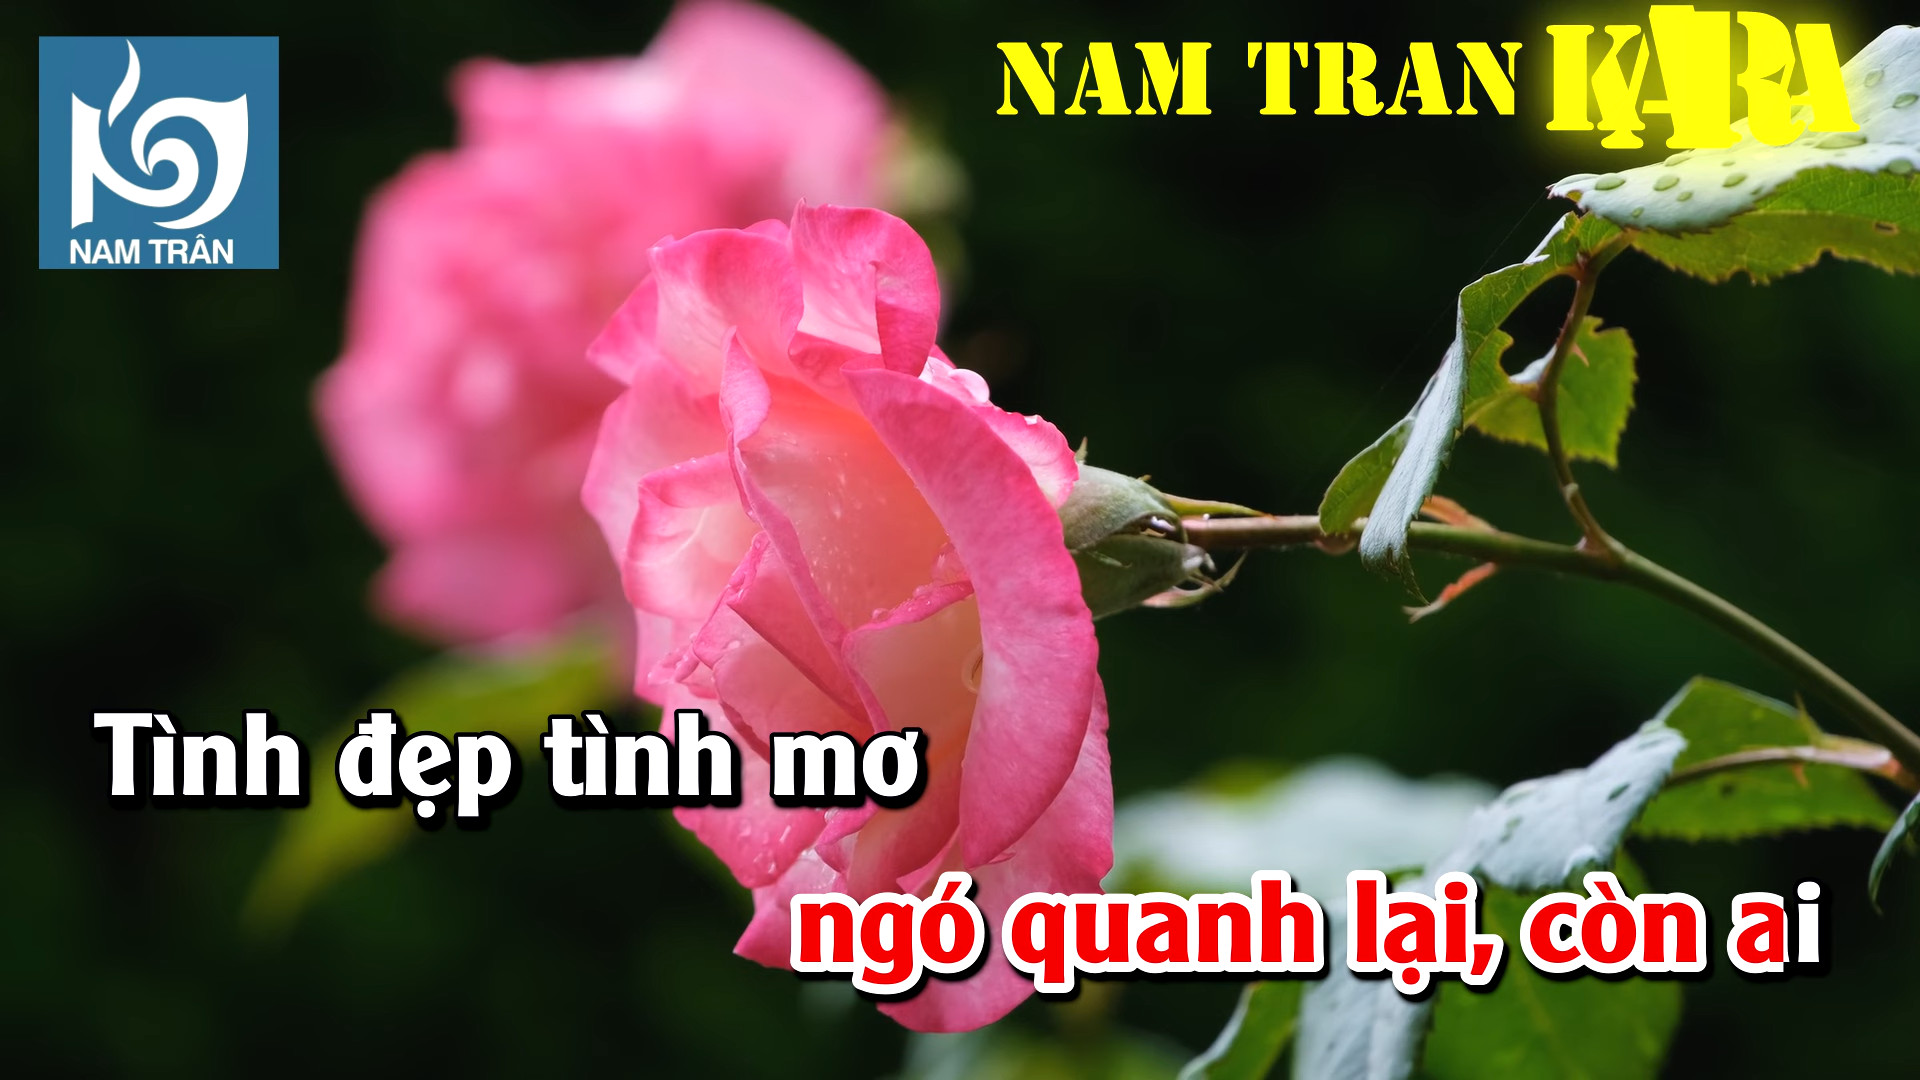 NAM TRAN KARA
NAM TRÂN
Tình đẹp tình mơ
ngó quanh lại, còn ai